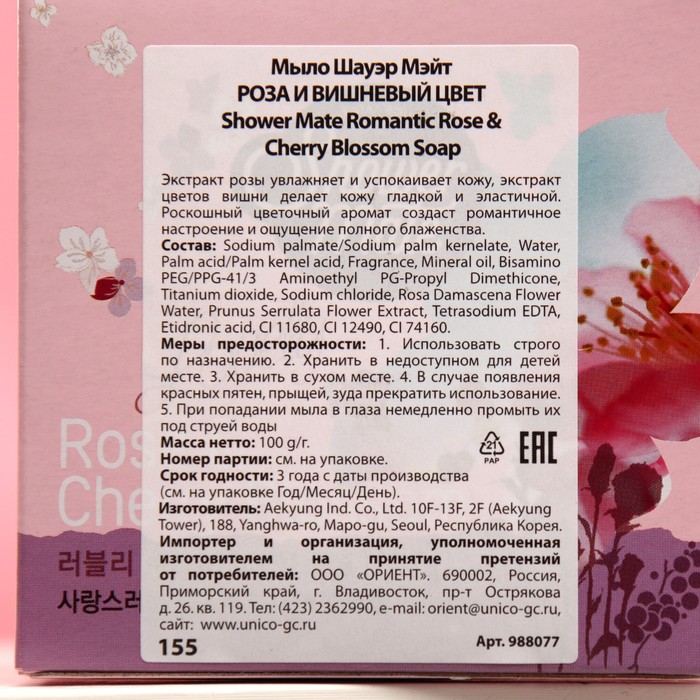 Мыло Шауэр Мэйт
РОЗА И ВИШНЕВЫЙ ЦВЕТ
Shower Mate Romantic Rose &
Cherry Blossom Soap
Экстракт розы увлажняет и успокаивает кожу, экстракт
цветов вишни делает кожу гладкой и эластичной.
Роскошный цветочный аромат создаст романтичное
настроение и ощущение полного блаженства.
Состав: Sodium palmate/Sodium palm kernelate, Water,
Palm acid/Palm kernel acid, Fragrance, Mineral oil, Bisamino
PEG/PPG-41/3 Aminoethyl PG-Propyl Dimethicone,
Titanium dioxide, Sodium chloride, Rosa Damascena Flower
Water, Prunus Serrulata Flower Extract, Tetrasodium EDTA,
Etidronic acid, CI 11680, CI 12490, CI 74160.
Меры предосторожности: 1. Использовать строго
по назначению. 2. Хранить в недоступном для детей
месте. 3. Хранить в сухом месте. 4. В случае появления
красных пятен, прыщей, зуда прекратить использование.
5. При попадании мыла в глаза немедленно промыть их
под струей воды
Масса нетто: 100 g/г.
Номер партии: см. на упаковке.
Срок годности: 3 года с даты производства
(см. на упаковке Год/Месяц/День).
21
PAP
EAC
Изготовитель: Aekyung Ind. Co., Ltd. 10F-13F, 2F (Aekyung
Tower), 188, Yanghwa-ro, Mapo-gu, Seoul, Республика Корея.
Импортер и организация, уполномоченная
изготовителем на принятие претензий
от потребителей: ООО «ОРИЕНТ». 690002, Россия,
Приморский край, г. Владивосток, пр-т Острякова
д. 26. кв. 119. Тел.: (423) 2362990, e-mail: orient@unico-gc.ru,
сайт: www.unico-gc.ru
155
Арт. 988077
Ros
Che
러블리
사랑스러